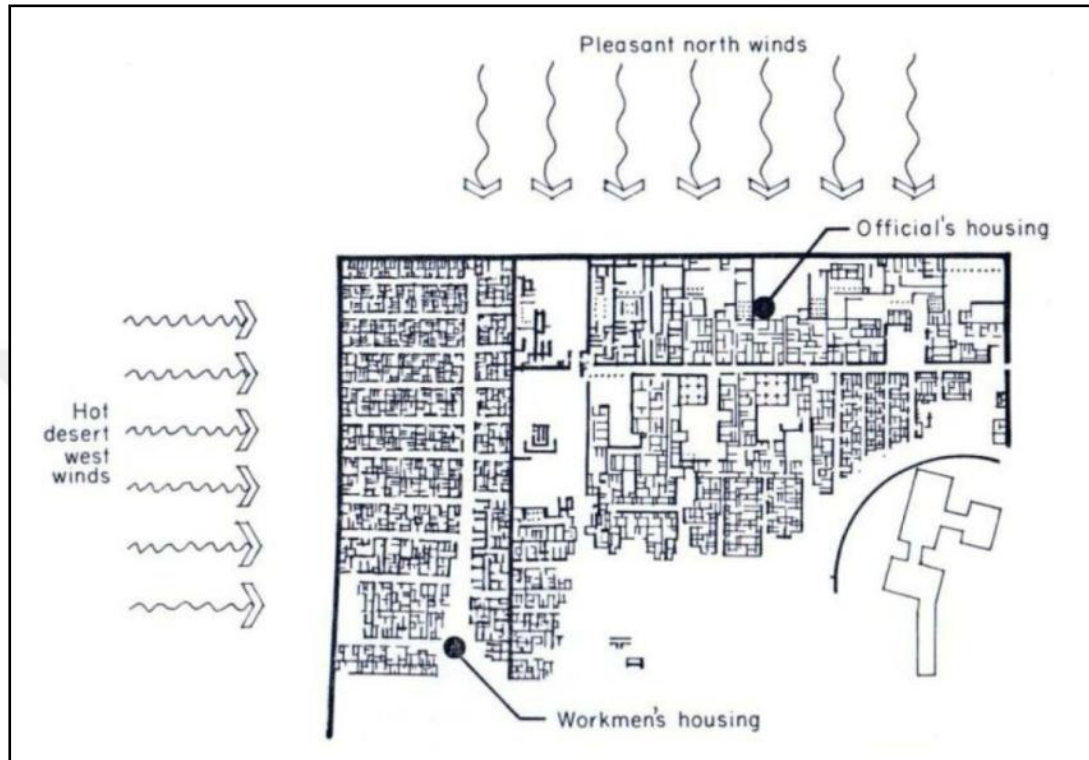 Pleasant north winds
Official's housing
Hot
desert
west
winds
Workmen's housing